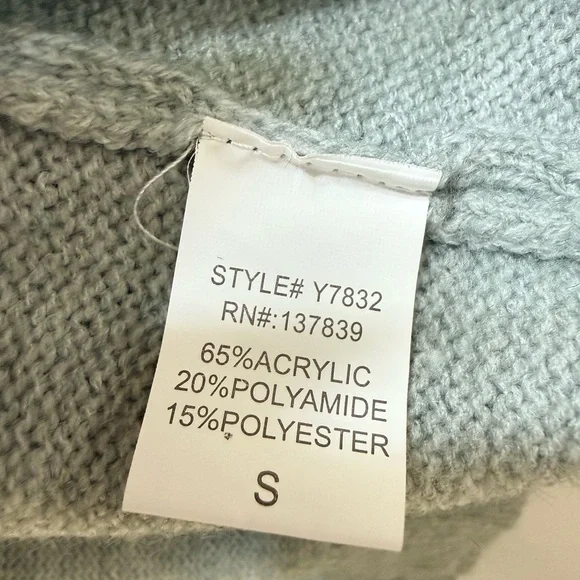 STYLE# Y7832
RN#:137839
65%ACRYLIC
20%POLYAMIDE
15%POLYESTER
S